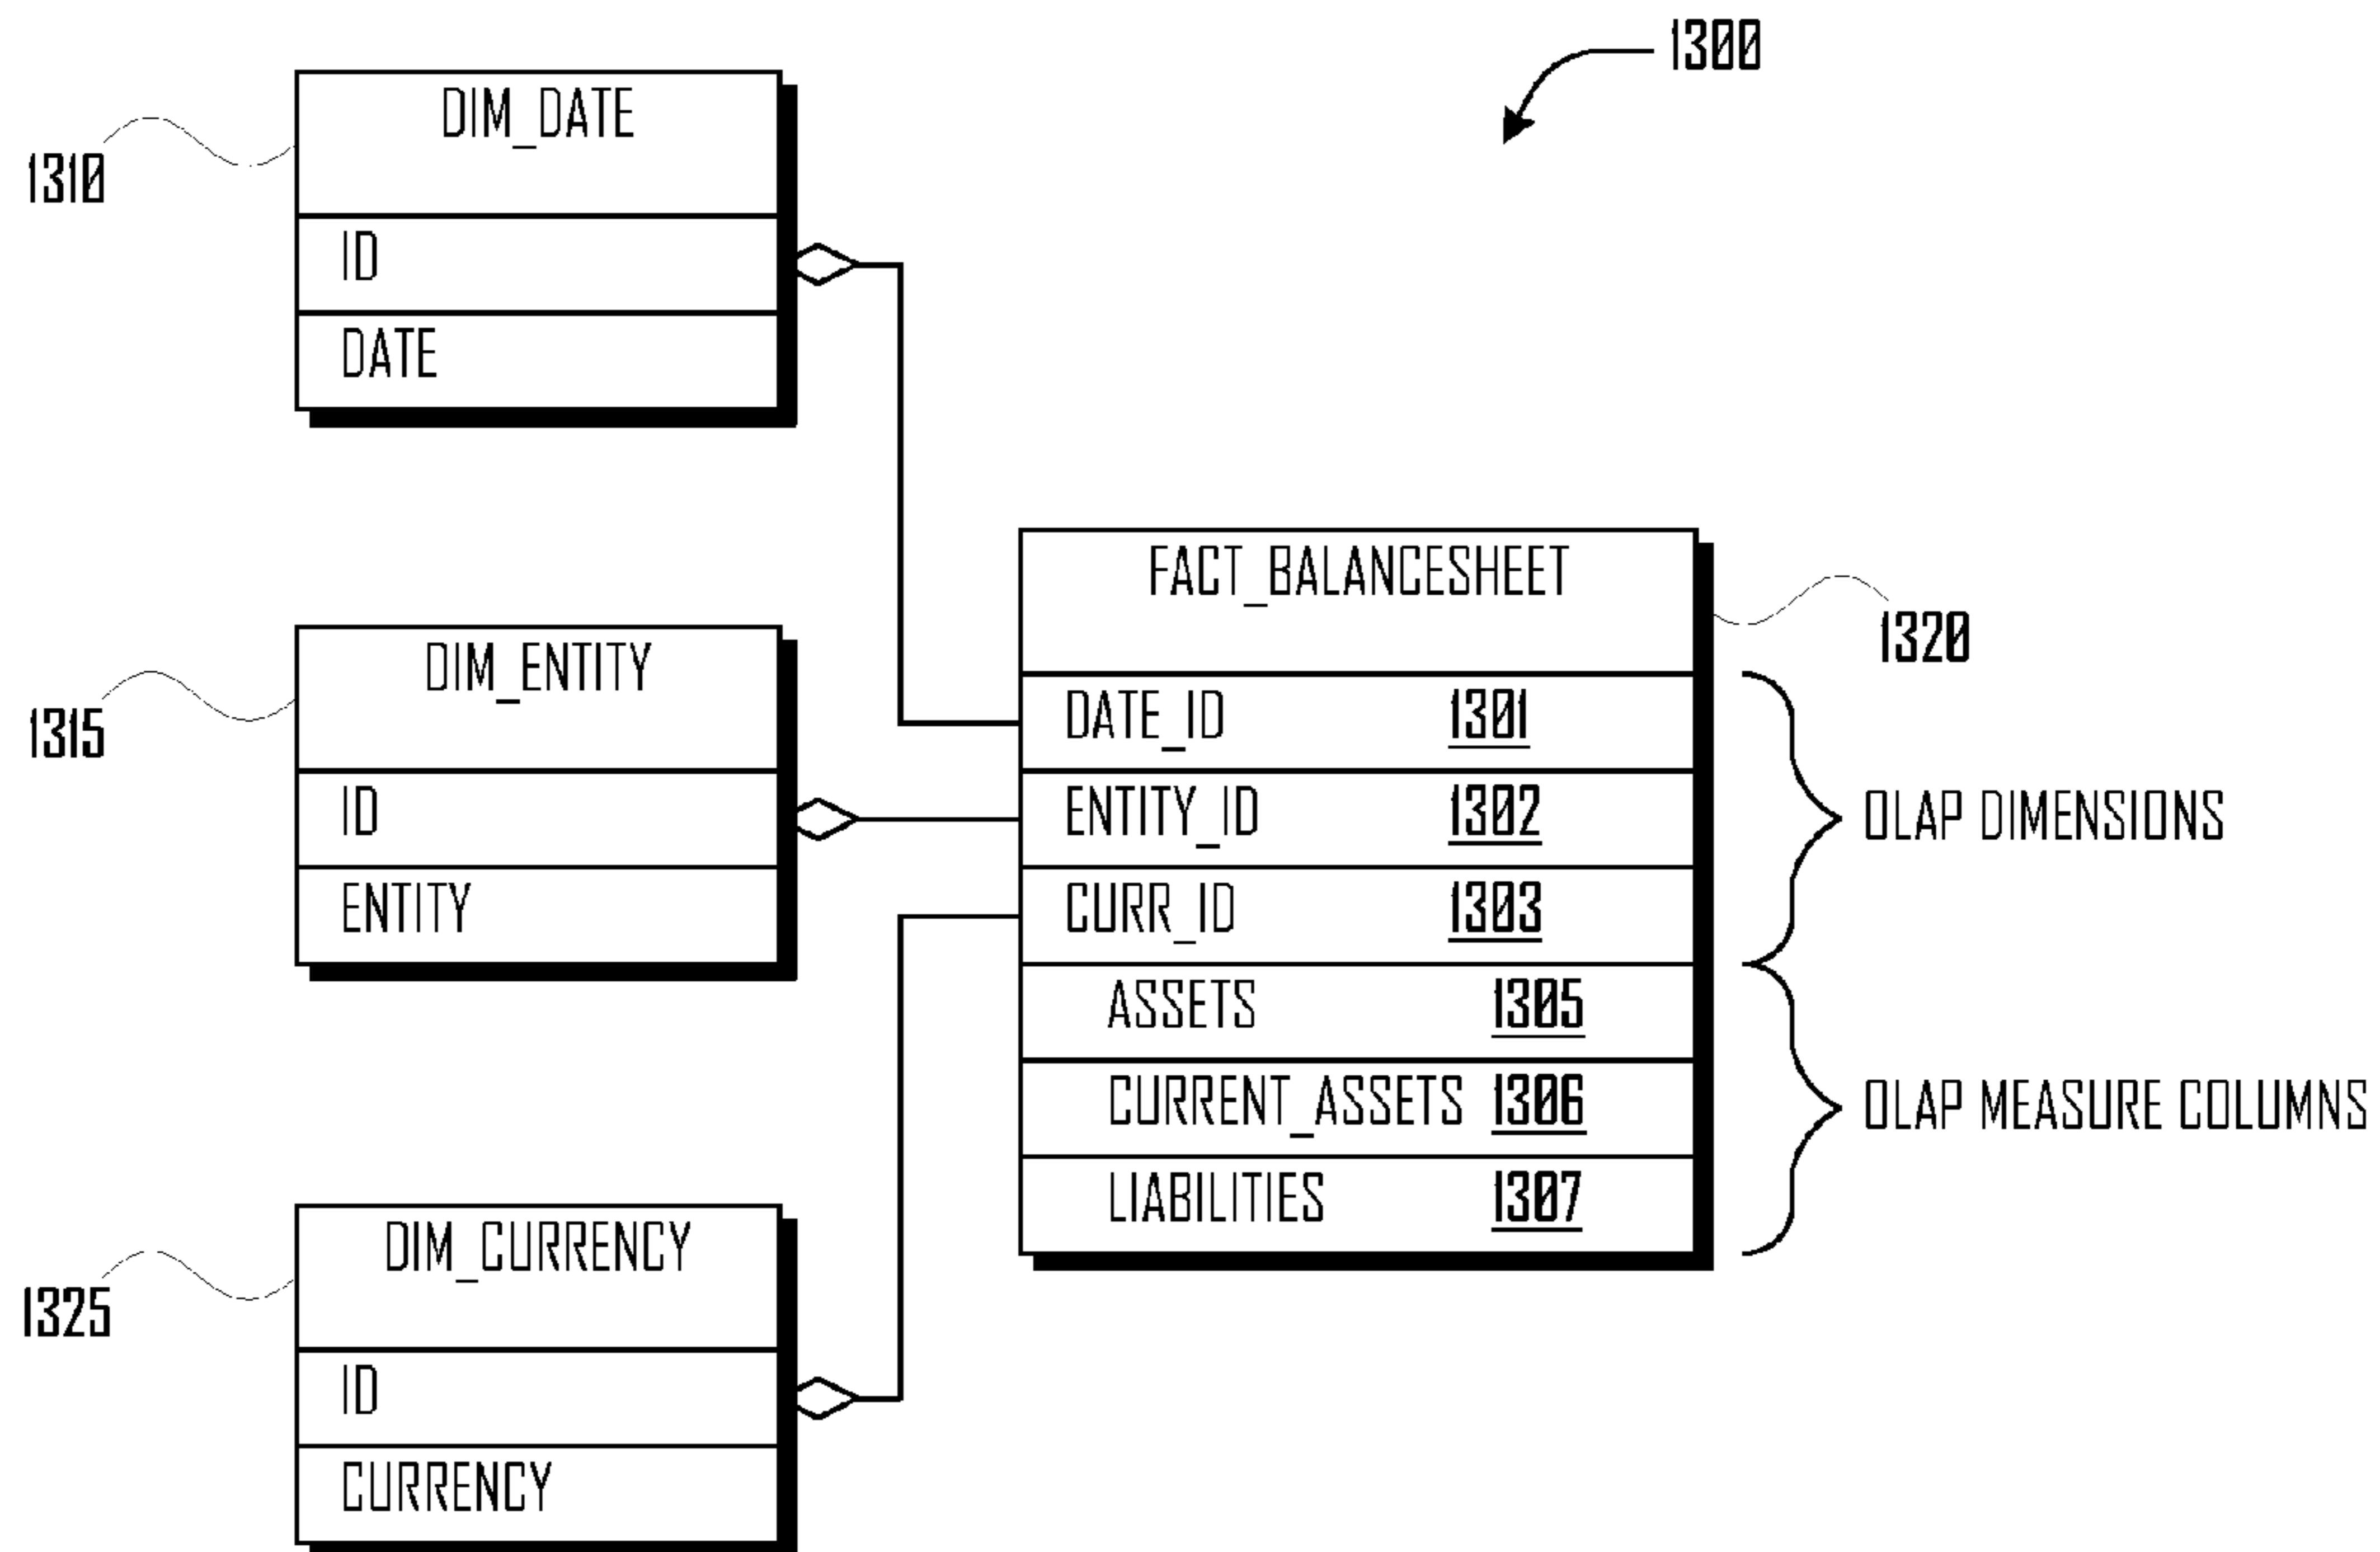 1300
DIM_DATE
1310
ID
DATE
FACT_BALANCESHEET
1320
DIM_ENTITY
1315
ID
ENTITY
DATE_ID 1301
ENTITY_ID 1302
CURR_ID 1303
OLAP DIMENSIONS
ASSETS 1305
CURRENT_ASSETS 1306
LIABILITIES 1307
OLAP MEASURE COLUMNS
DIM_CURRENCY
1325
ID
CURRENCY